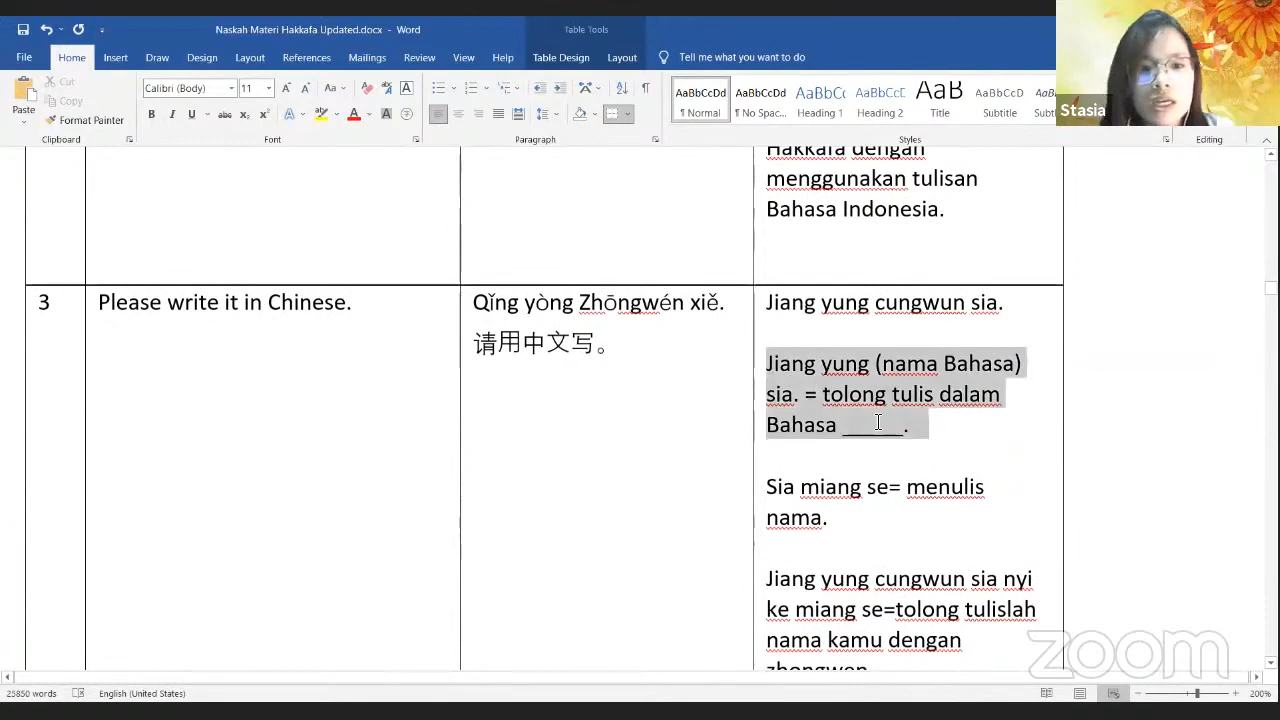 Naskah Materi Hakkafa Updated.docx - Word
Table Tools
Stasia
File Home Insert Draw Design Layout References Mailings Review View Table Design Layout Tell me what you want to do
Paste
Cut
Copy
Format Painter
Clipboard
Calibri (Body) 11
Font
Paragraph
AaBbCcDd ¶ Normal
AaBbCcDd ¶ No Spac...
AaBbCc Heading 1
AaBbCcC Heading 2
AaB Title
AaBbCcD Subtitle
Styles
Editing
Hakkafa dengan
menggunakan tulisan
Bahasa Indonesia.
3
Please write it in Chinese.
Qǐng yòng Zhōngwén xiě.
请用中文写。
Jiang yung cungwun sia.
Jiang yung (nama Bahasa)
sia. = tolong tulis dalam
Bahasa _____.
Sia miang se= menulis
nama.
Jiang yung cungwun sia nyi
ke miang se=tolong tulislah
nama kamu dengan
zhongwen
zoom
25850 words English (United States) 200%